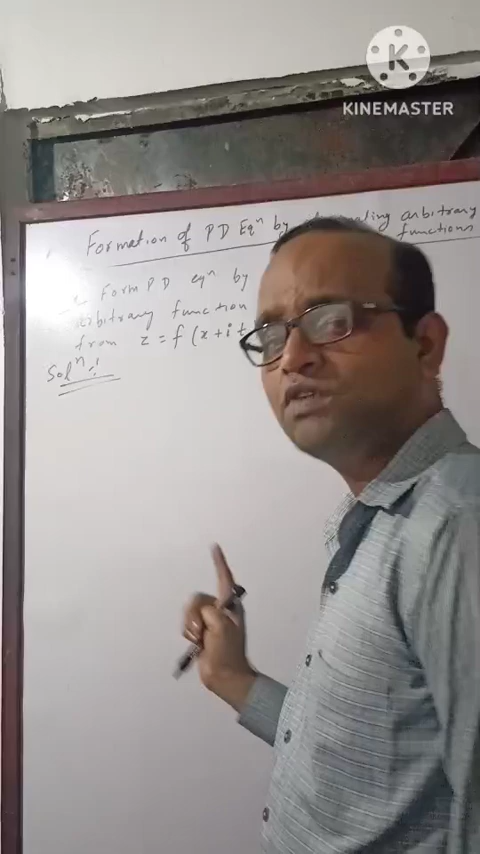 K
KINEMASTER
Formation of PD Eqⁿ by arbitrary
functions
Form PD eqⁿ by
arbitrary function
from z = f (x + i t
Solⁿ: